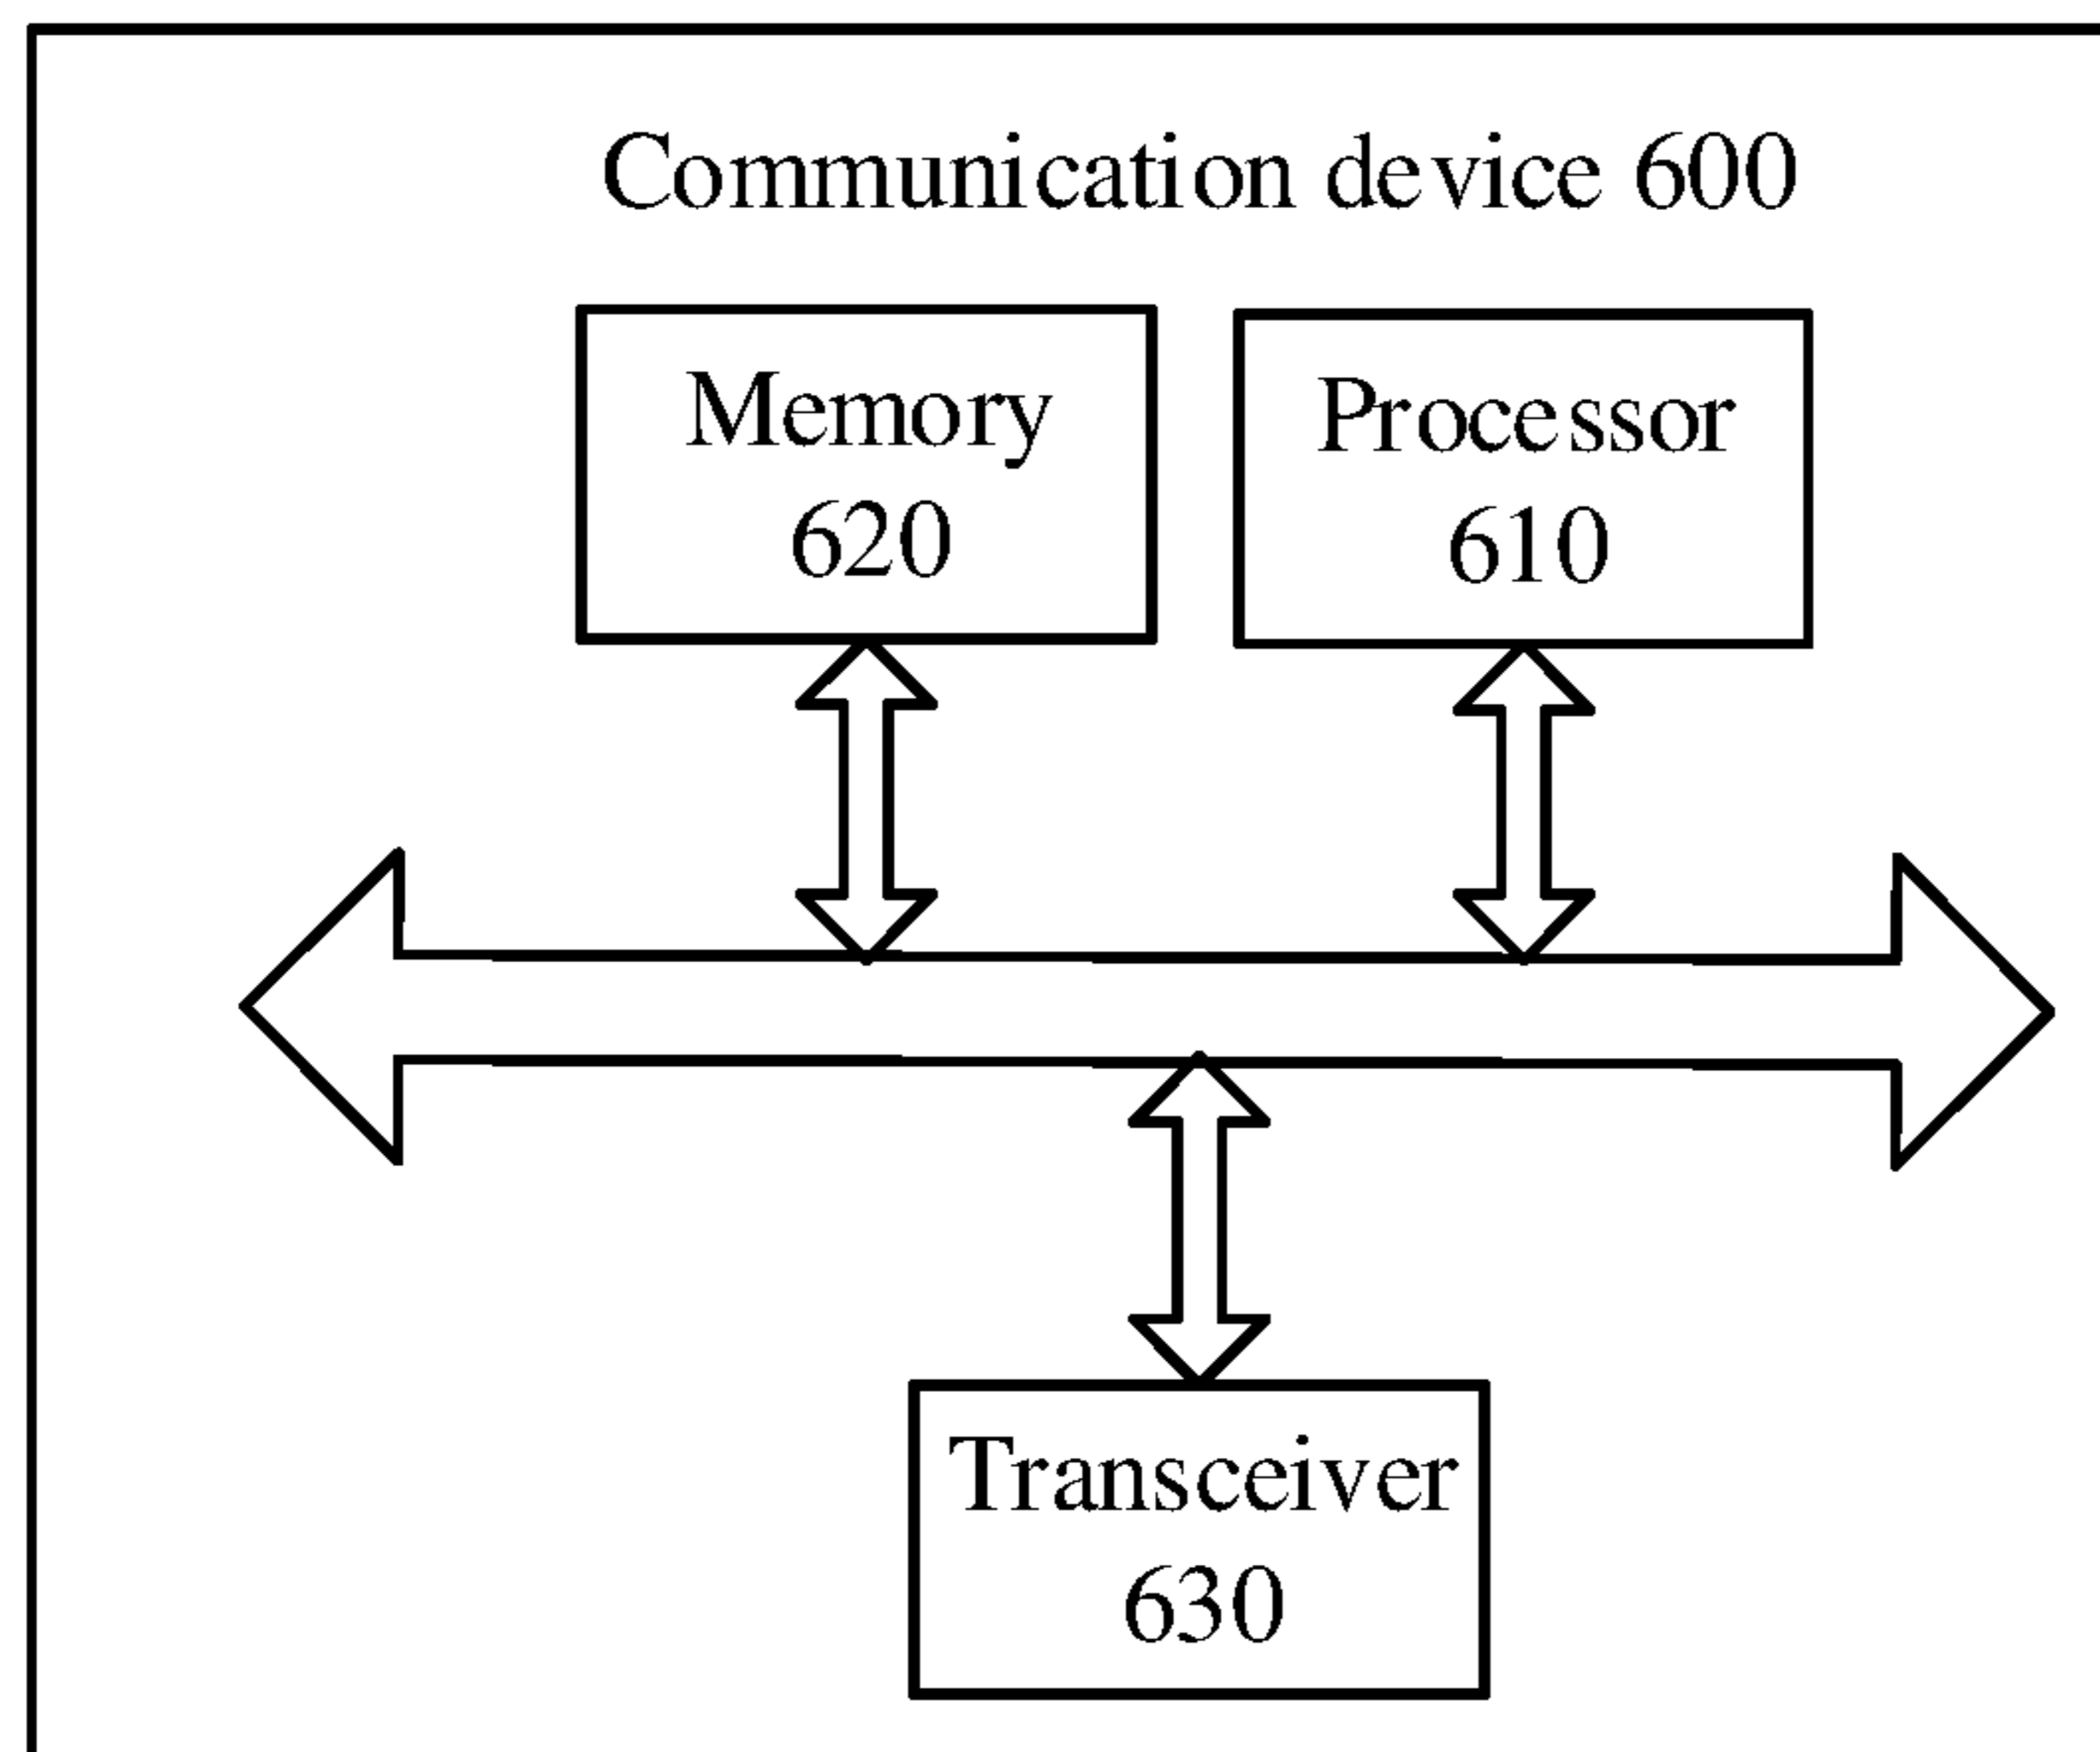 Communication device 600
Memory
620
Processor
610
Transceiver
630